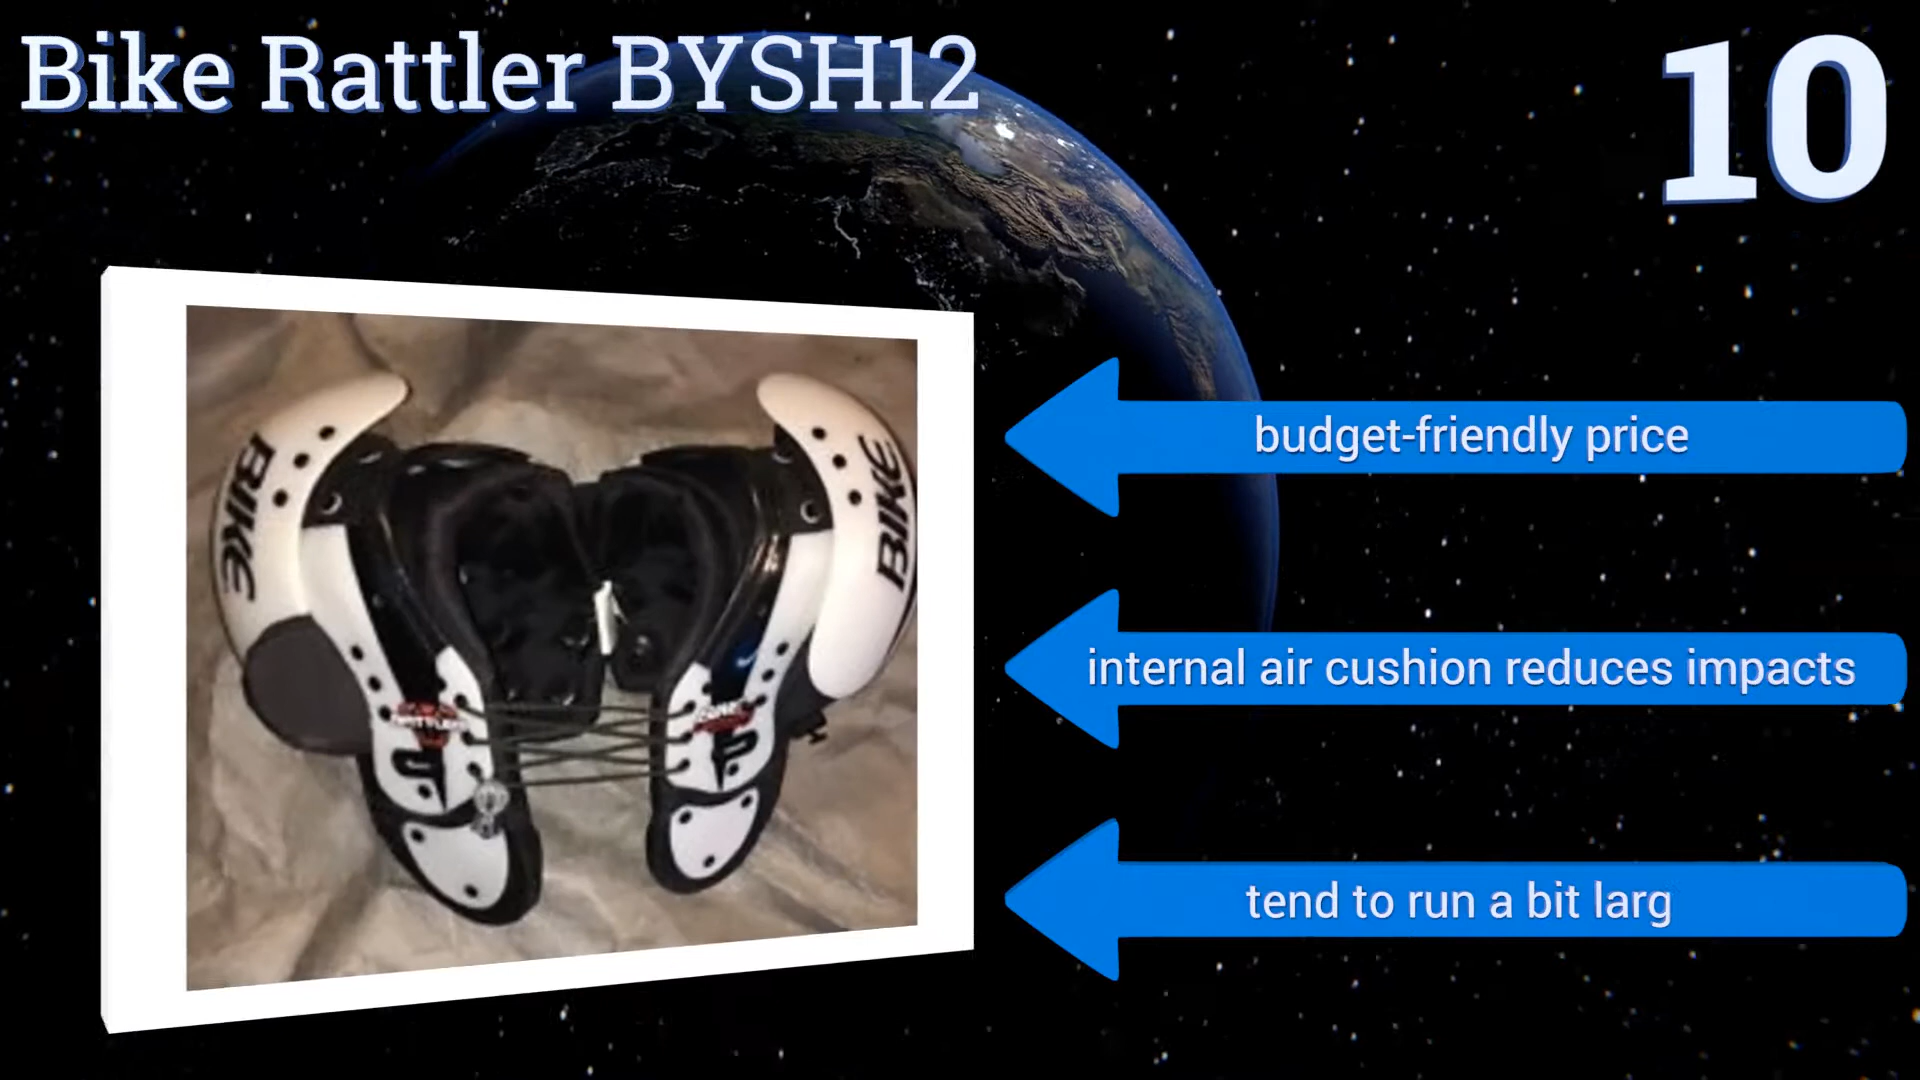 Bike Rattler BYSH12
10
budget-friendly price
internal air cushion reduces impacts
tend to run a bit larg
BIKE
BIKE
RATTLER